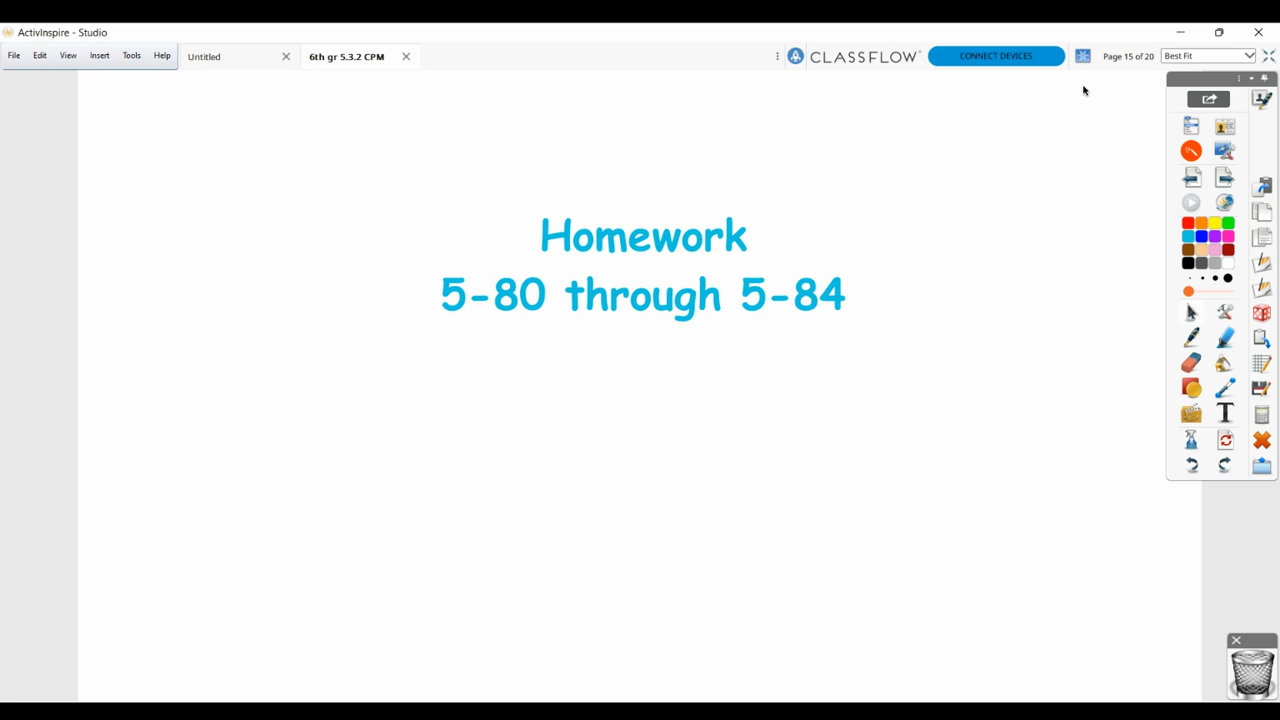 ActivInspire - Studio
File Edit View Insert Tools Help
Untitled
6th gr 5.3.2 CPM
CLASSFLOW
CONNECT DEVICES
Page 15 of 20
Best Fit
Homework
5-80 through 5-84